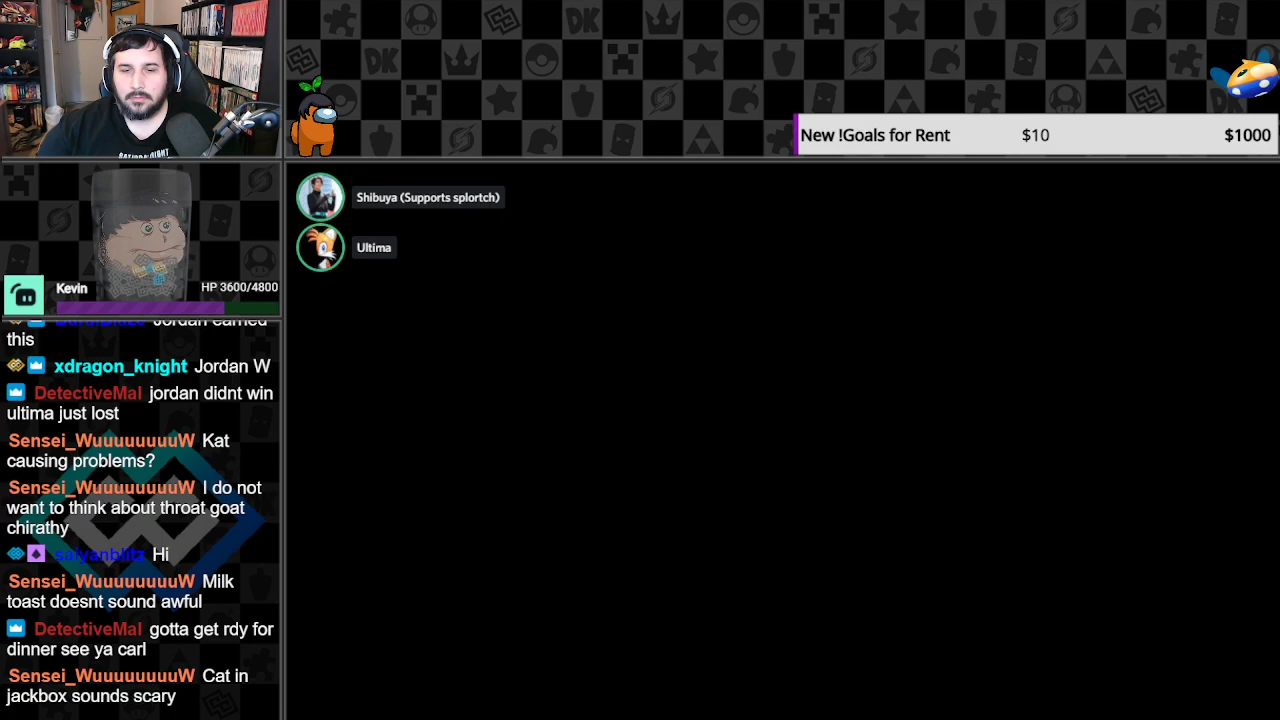 New !Goals for Rent $10 $1000
Shibuya (Supports splortch)
Ultima
Kevin HP 3600/4800
Jordan earned
this
xdragon_knight Jordan W
DetectiveMal jordan didnt win
ultima just lost
Sensei_WuuuuuuuuW Kat
causing problems?
Sensei_WuuuuuuuuW I do not
want to think about throat goat
chirathy
saiyanblitz Hi
Sensei_WuuuuuuuuW Milk
toast doesnt sound awful
DetectiveMal gotta get rdy for
dinner see ya carl
Sensei_WuuuuuuuuW Cat in
jackbox sounds scary